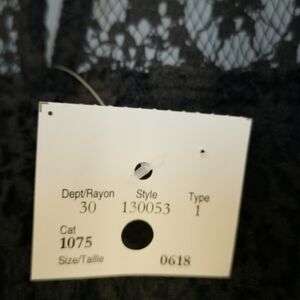 Dept/Rayon Style Type
30 130053 1
Cat
1075
Size/Taille 0618